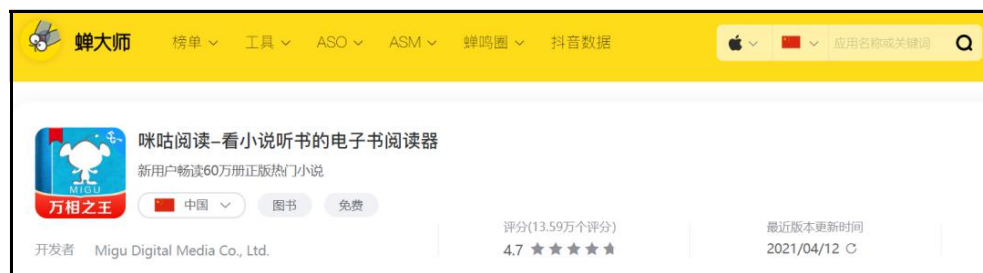 蝉大师 榜单 工具 ASO ASM 蝉鸣圈 抖音数据 应用名称或关键词
咪咕阅读-看小说听书的电子书阅读器
新用户畅读60万册正版热门小说
MIGU
万相之王
中国 图书 免费
评分(13.59万个评分) 最近版本更新时间
开发者 Migu Digital Media Co., Ltd. 4.7 2021/04/12